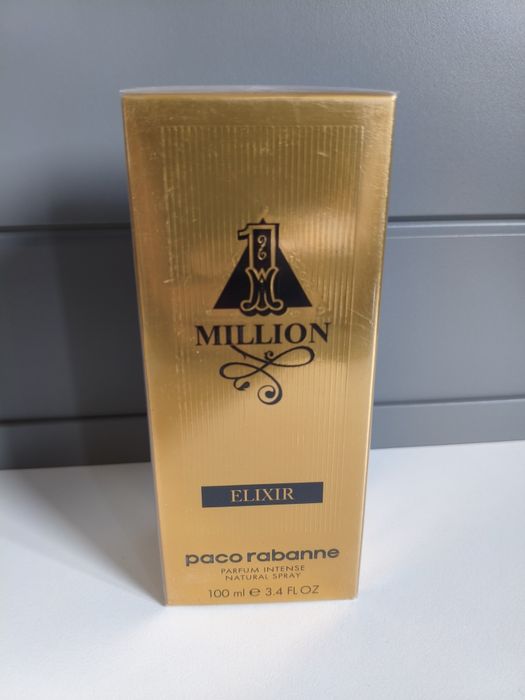 1
MILLION
ELIXIR
paco rabanne
PARFUM INTENSE
NATURAL SPRAY
100 ml ℮ 3.4 FL OZ